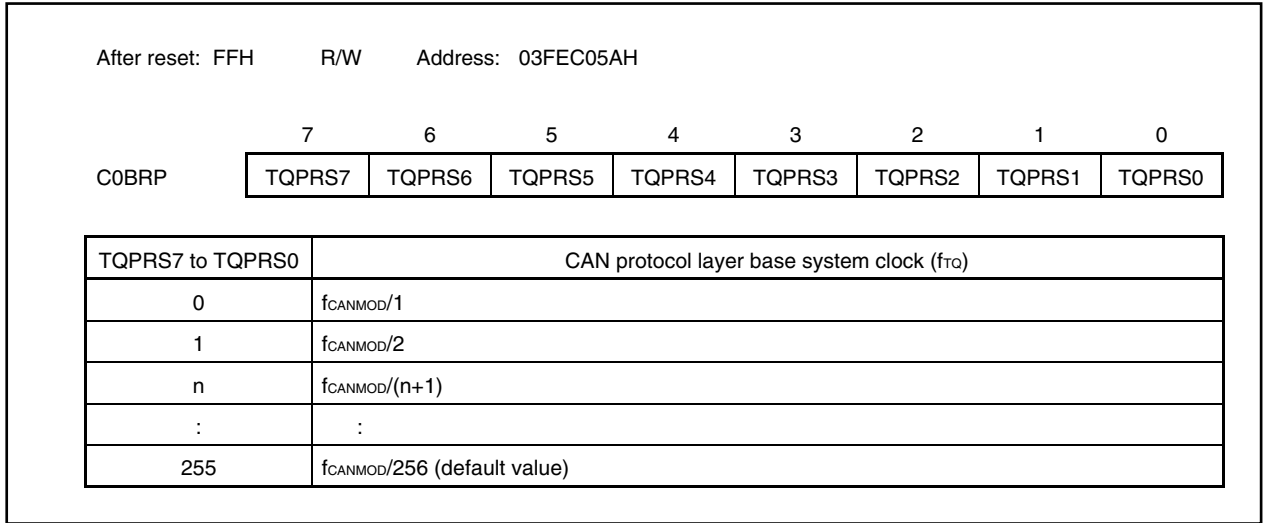 After reset: FFH R/W Address: 03FEC05AH
7 6 5 4 3 2 1 0
C0BRP TQPRS7 TQPRS6 TQPRS5 TQPRS4 TQPRS3 TQPRS2 TQPRS1 TQPRS0
TQPRS7 to TQPRS0 CAN protocol layer base system clock (fTQ)
0 fCANMOD/1
1 fCANMOD/2
n fCANMOD/(n+1)
: :
255 fCANMOD/256 (default value)